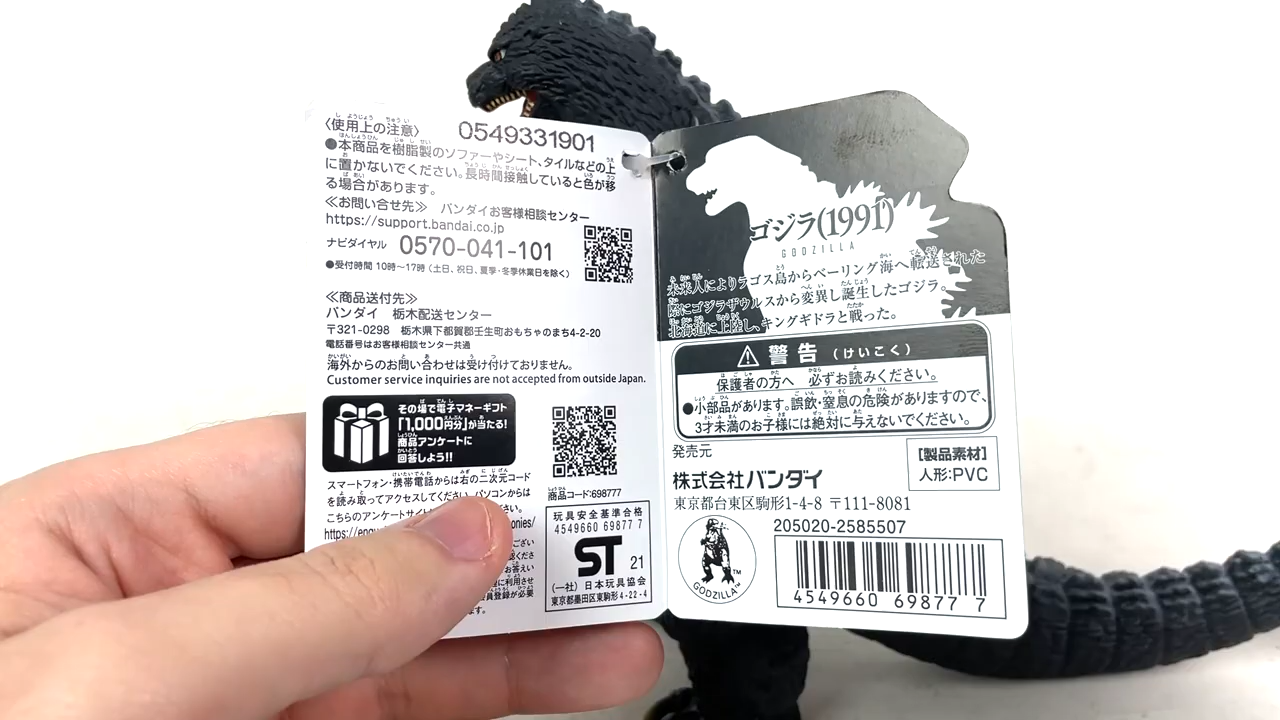 〈使用上の注意〉 0549331901
●本商品を樹脂製のソファーやシート、タイルなどの上
に置かないでください。長時間接触していると色が移
る場合があります。
≪お問い合せ先≫ バンダイお客様相談センター
https://support.bandai.co.jp
ナビダイヤル 0570-041-101
●受付時間 10時〜17時(土日、祝日、夏季・冬季休業日を除く)
≪商品送付先≫
バンダイ 栃木配送センター
〒321-0298 栃木県下都賀郡壬生町おもちゃのまち4-2-20
電話番号はお客様相談センター共通
海外からのお問い合わせは受け付けておりません。
Customer service inquiries are not accepted from outside Japan.
その場で電子マネーギフト
「1,000円分」が当たる!
商品アンケートに
回答しよう!!
スマートフォン・携帯電話からは右の二次元コード
を読み取ってアクセスしてください。パソコンからは
こちらのアンケートサイト
商品コード:698777
玩具安全基準合格
4549660 69877 7
ST 21
(一社) 日本玩具協会
東京都墨田区東駒形4-22-4
ゴジラ(1991)
GODZILLA
未来人によりラゴス島からベーリング海へ転送された
際にゴジラザウルスから変異し誕生したゴジラ。
北海道に上陸し、キングギドラと戦った。
警告 (けいこく)
保護者の方へ 必ずお読みください。
●小部品があります。誤飲・窒息の危険がありますので、
3才未満のお子様には絶対に与えないでください。
発売元
株式会社バンダイ
東京都台東区駒形1-4-8 〒111-8081
[製品素材]
人形:PVC
205020-2585507
GODZILLA TM
4549660 69877 7